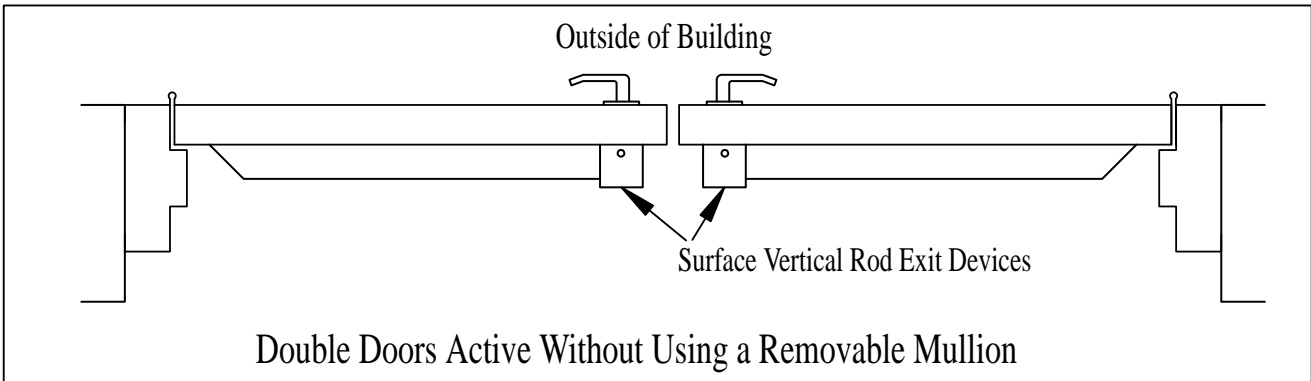 Outside of Building
Surface Vertical Rod Exit Devices
Double Doors Active Without Using a Removable Mullion